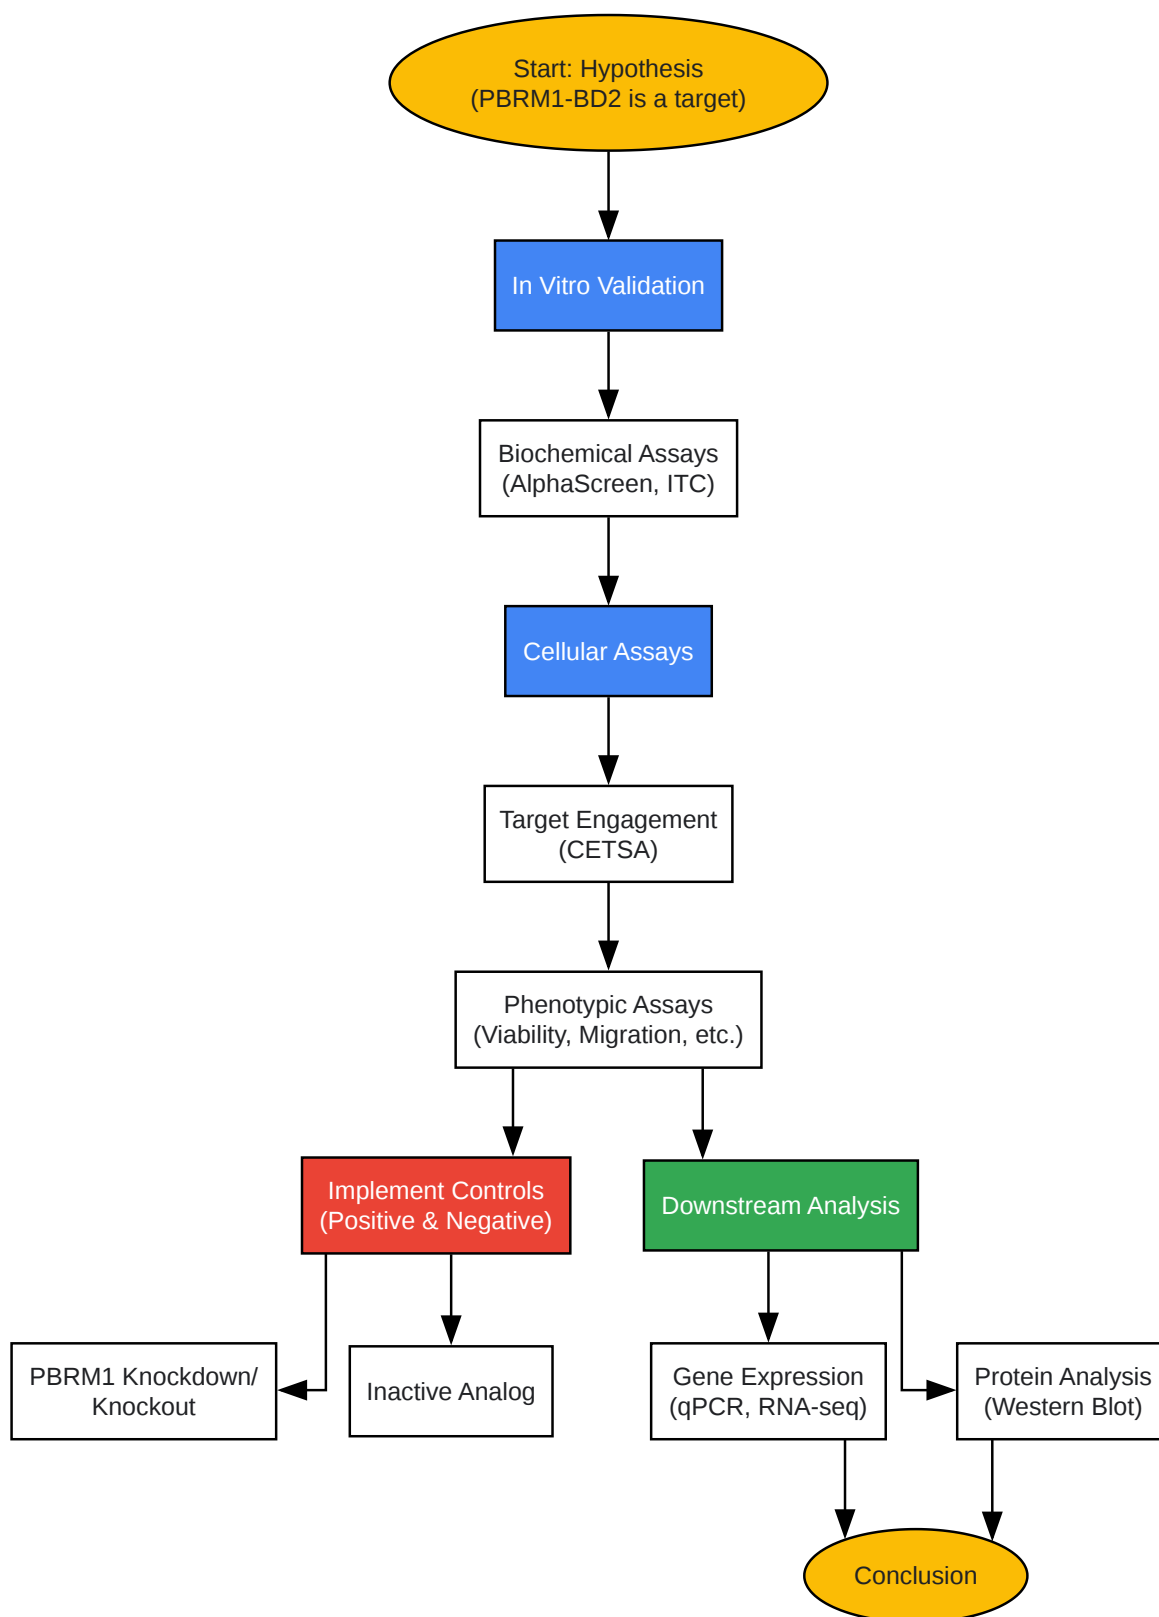 Start: Hypothesis
(PBRM1-BD2 is a target)
In Vitro Validation
Biochemical Assays
(AlphaScreen, ITC)
Cellular Assays
Target Engagement
(CETSA)
Phenotypic Assays
(Viability, Migration, etc.)
Implement Controls
(Positive & Negative)
Downstream Analysis
PBRM1 Knockdown/
Knockout
Inactive Analog
Gene Expression
(qPCR, RNA-seq)
Protein Analysis
(Western Blot)
Conclusion